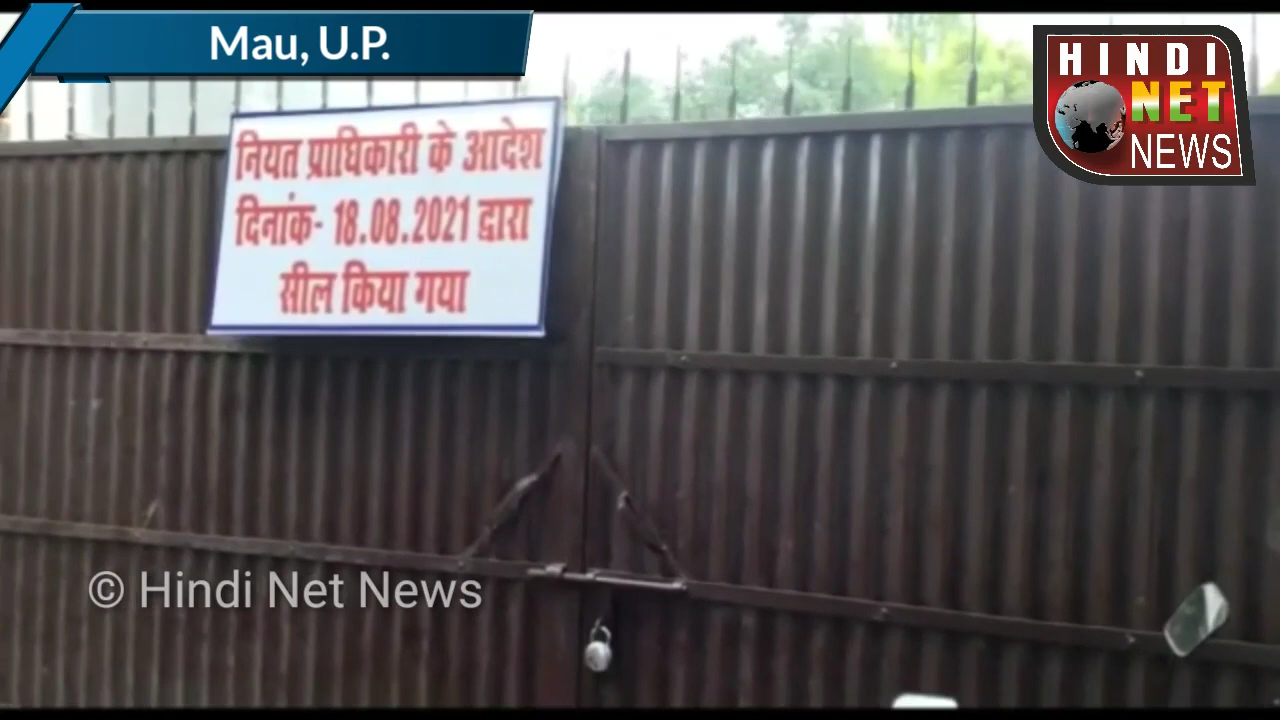 Mau, U.P.
HINDI
NET
NEWS
नियत प्राधिकारी के आदेश
दिनांक- 18.08.2021 द्वारा
सील किया गया
© Hindi Net News